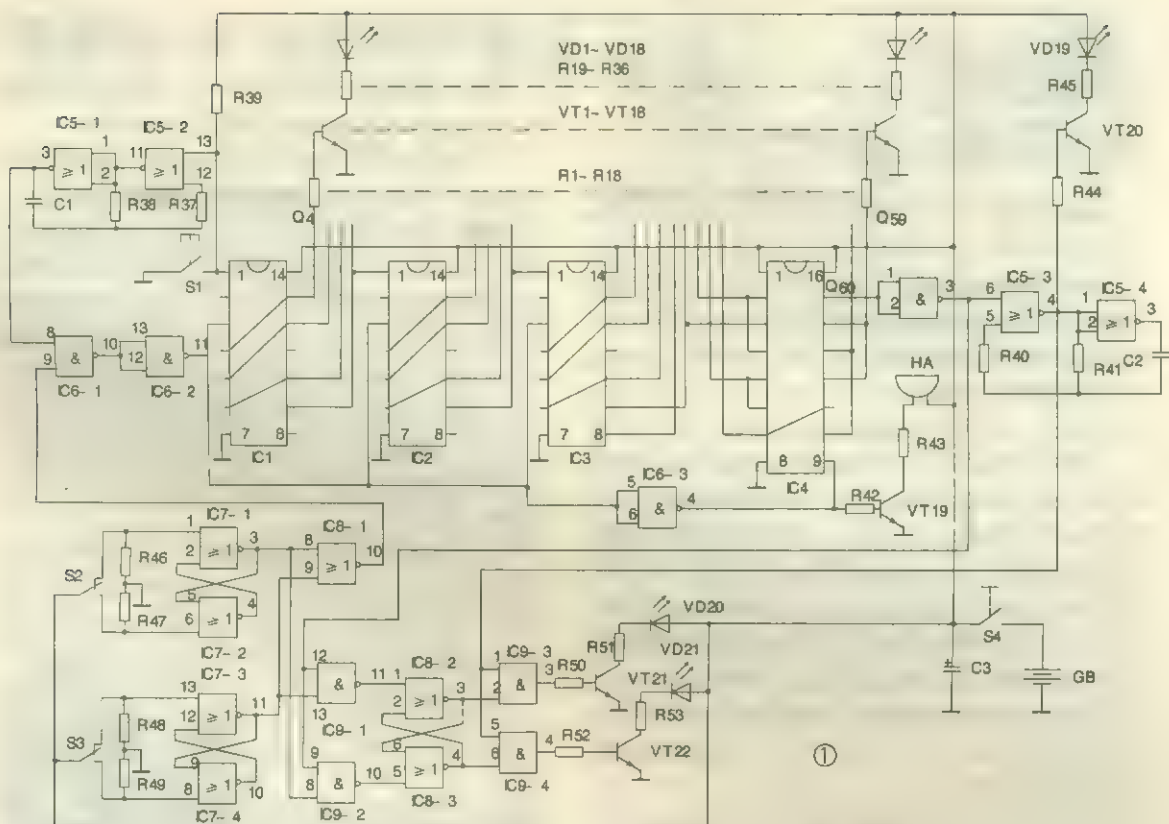 VD1~ VD18
R19~ R36
VT1~ VT18
R1~ R18
VD19
R45
VT20
R44
R39
IC5- 1
IC5- 2
3
≥ 1
1
2
11
≥ 1
13
12
C1
R38
R37
S1
Q4
Q59
Q60
1
14
7
8
IC1
1
14
7
8
IC2
1
14
7
8
IC3
1
16
8
9
IC4
1
2
&
3
IC5- 3
6
5
≥ 1
4
IC5- 4
1
2
≥ 1
3
R40
R41
C2
8
9
&
10
IC6- 1
13
12
&
11
IC6- 2
HA
R43
R42
VT19
IC6- 3
5
6
&
4
IC7- 1
1
2
≥ 1
3
IC8- 1
8
9
≥ 1
10
S2
R46
R47
5
6
≥ 1
4
IC7- 2
IC7- 3
13
12
≥ 1
11
S3
R48
R49
9
8
≥ 1
10
IC7- 4
12
13
&
11
IC9- 1
9
8
&
10
IC9- 2
IC8- 2
1
2
≥ 1
3
6
5
≥ 1
4
IC8- 3
IC9- 3
1
2
&
3
5
6
&
4
IC9- 4
R50
R51
R52
R53
VD20
VD21
VT21
VT22
S4
C3
+
GB
①